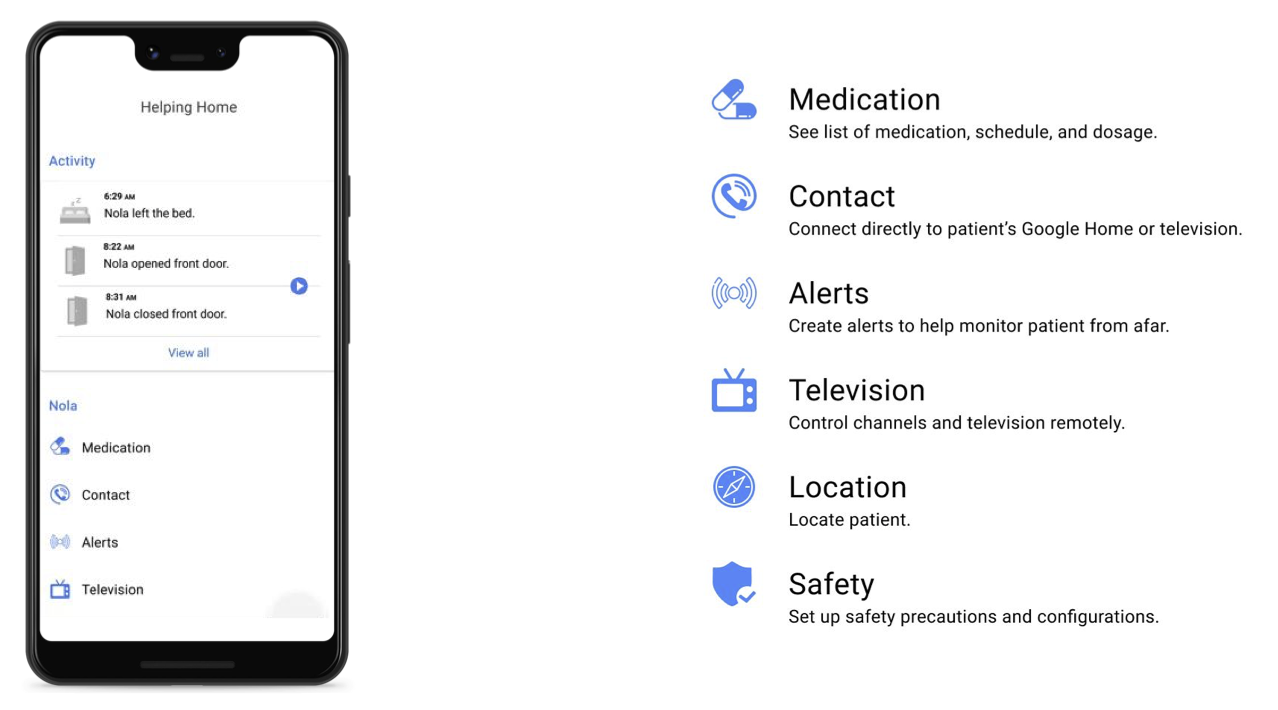 Helping Home
Activity
6:29 AM
Nola left the bed.
8:22 AM
Nola opened front door.
8:31 AM
Nola closed front door.
View all
Nola
Medication
Contact
Alerts
Television
Medication
See list of medication, schedule, and dosage.
Contact
Connect directly to patient's Google Home or television.
Alerts
Create alerts to help monitor patient from afar.
Television
Control channels and television remotely.
Location
Locate patient.
Safety
Set up safety precautions and configurations.